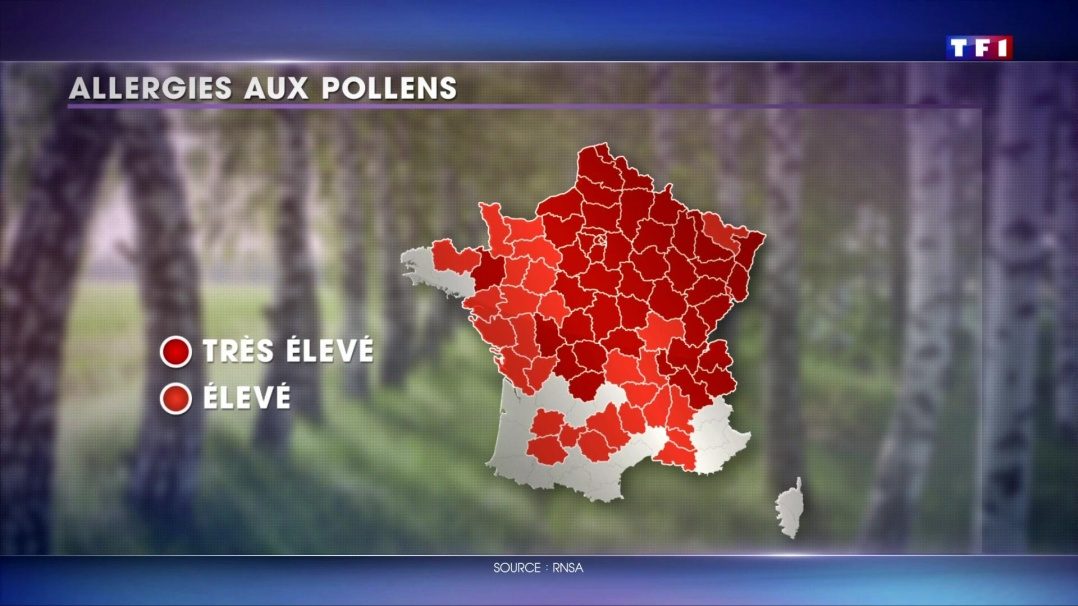 TF1
ALLERGIES AUX POLLENS
TRÈS ÉLEVÉ
ÉLEVÉ
SOURCE : RNSA